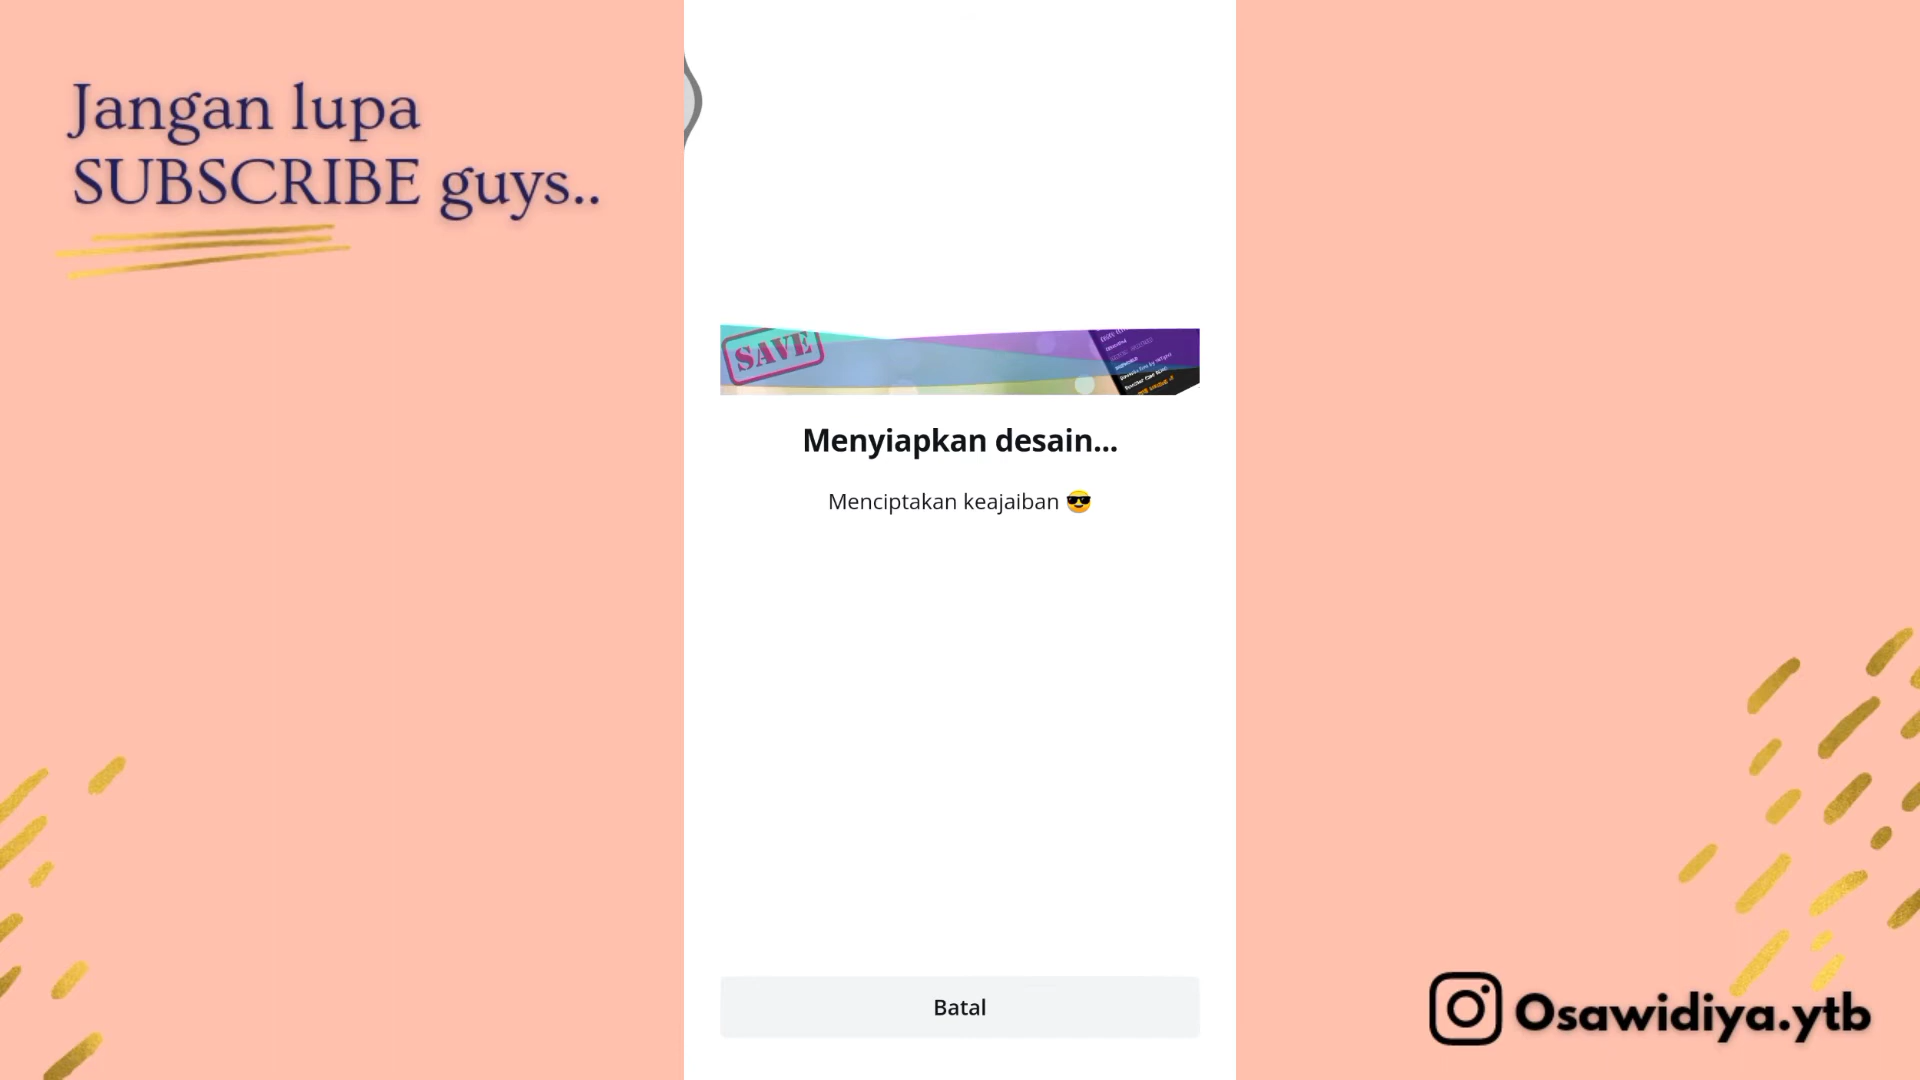 Jangan lupa
SUBSCRIBE guys..
SAVE
Menyiapkan desain...
Menciptakan keajaiban 😎
Batal
Osawidiya.ytb